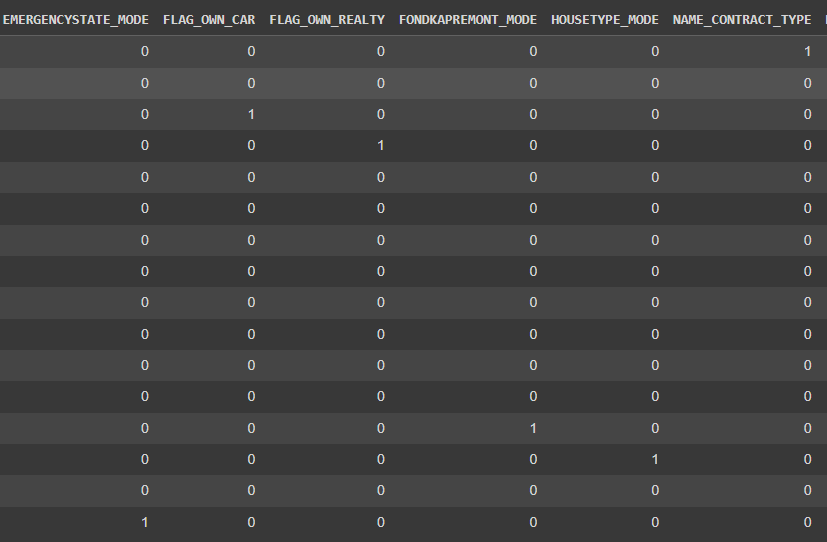 EMERGENCYSTATE_MODE FLAG_OWN_CAR FLAG_OWN_REALTY FONDKAPREMONT_MODE HOUSETYPE_MODE NAME_CONTRACT_TYPE
0 0 0 0 0 1
0 0 0 0 0 0
0 1 0 0 0 0
0 0 1 0 0 0
0 0 0 0 0 0
0 0 0 0 0 0
0 0 0 0 0 0
0 0 0 0 0 0
0 0 0 0 0 0
0 0 0 0 0 0
0 0 0 0 0 0
0 0 0 0 0 0
0 0 0 1 0 0
0 0 0 0 1 0
0 0 0 0 0 0
1 0 0 0 0 0